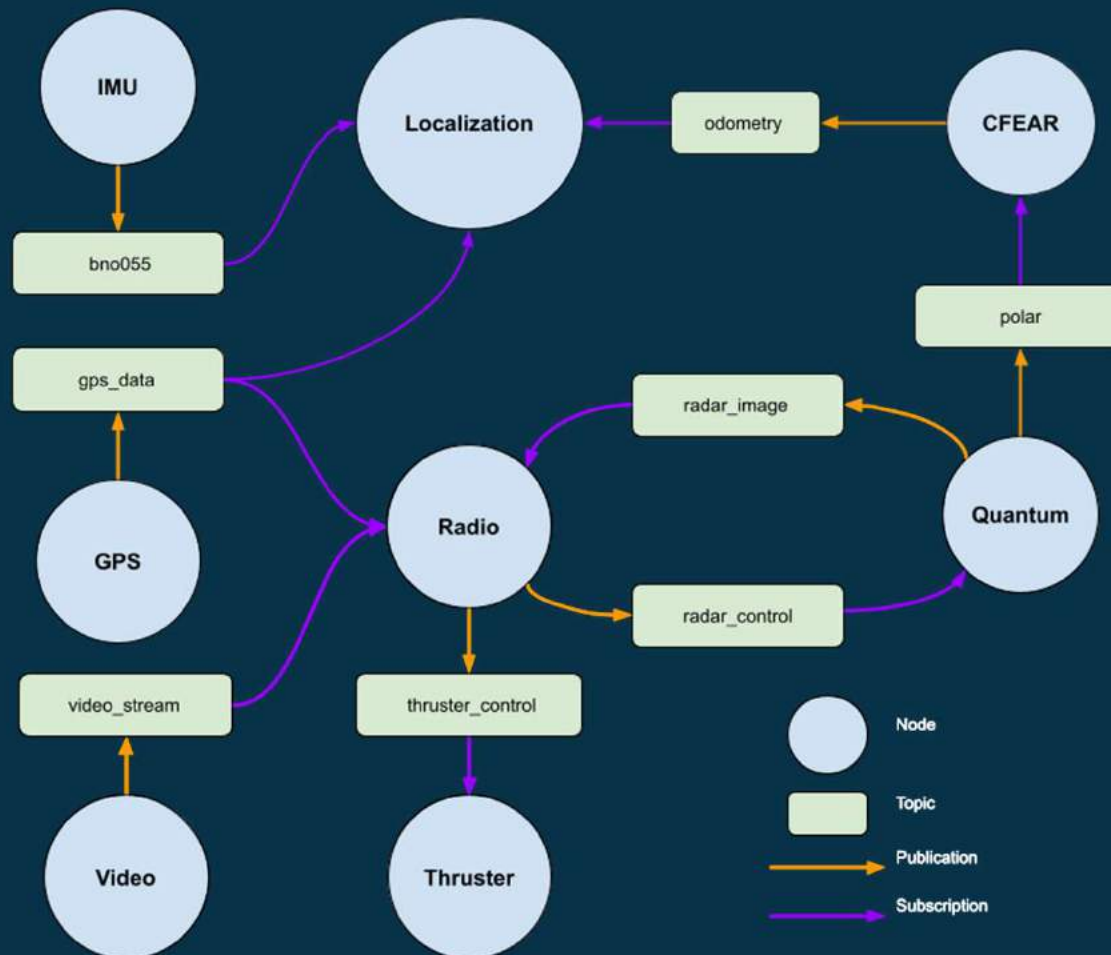 IMU
Localization
odometry
CFEAR
bno055
polar
gps_data
radar_image
Radio
Quantum
GPS
radar_control
video_stream
thruster_control
Node
Topic
Video
Thruster
Publication
Subscription